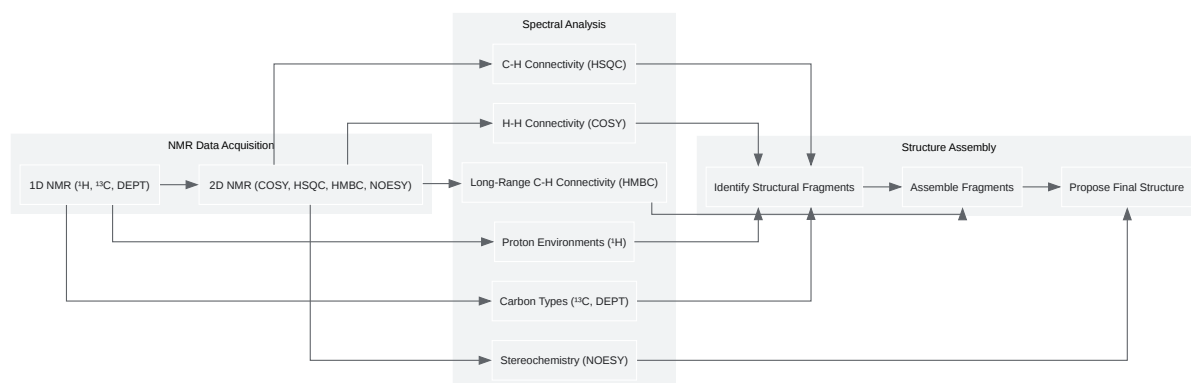 Spectral Analysis
C-H Connectivity (HSQC)
H-H Connectivity (COSY)
NMR Data Acquisition
Structure Assembly
1D NMR (¹H, ¹³C, DEPT)
2D NMR (COSY, HSQC, HMBC, NOESY)
Long-Range C-H Connectivity (HMBC)
Identify Structural Fragments
Assemble Fragments
Propose Final Structure
Proton Environments (¹H)
Carbon Types (¹³C, DEPT)
Stereochemistry (NOESY)